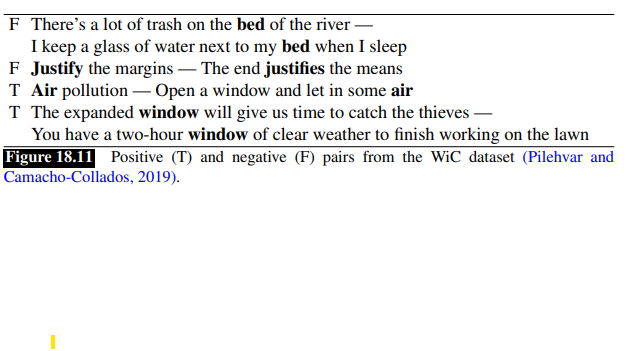 F There's a lot of trash on the bed of the river —
I keep a glass of water next to my bed when I sleep
F Justify the margins — The end justifies the means
T Air pollution — Open a window and let in some air
T The expanded window will give us time to catch the thieves —
You have a two-hour window of clear weather to finish working on the lawn
Figure 18.11 Positive (T) and negative (F) pairs from the WiC dataset (Pilehvar and
Camacho-Collados, 2019).